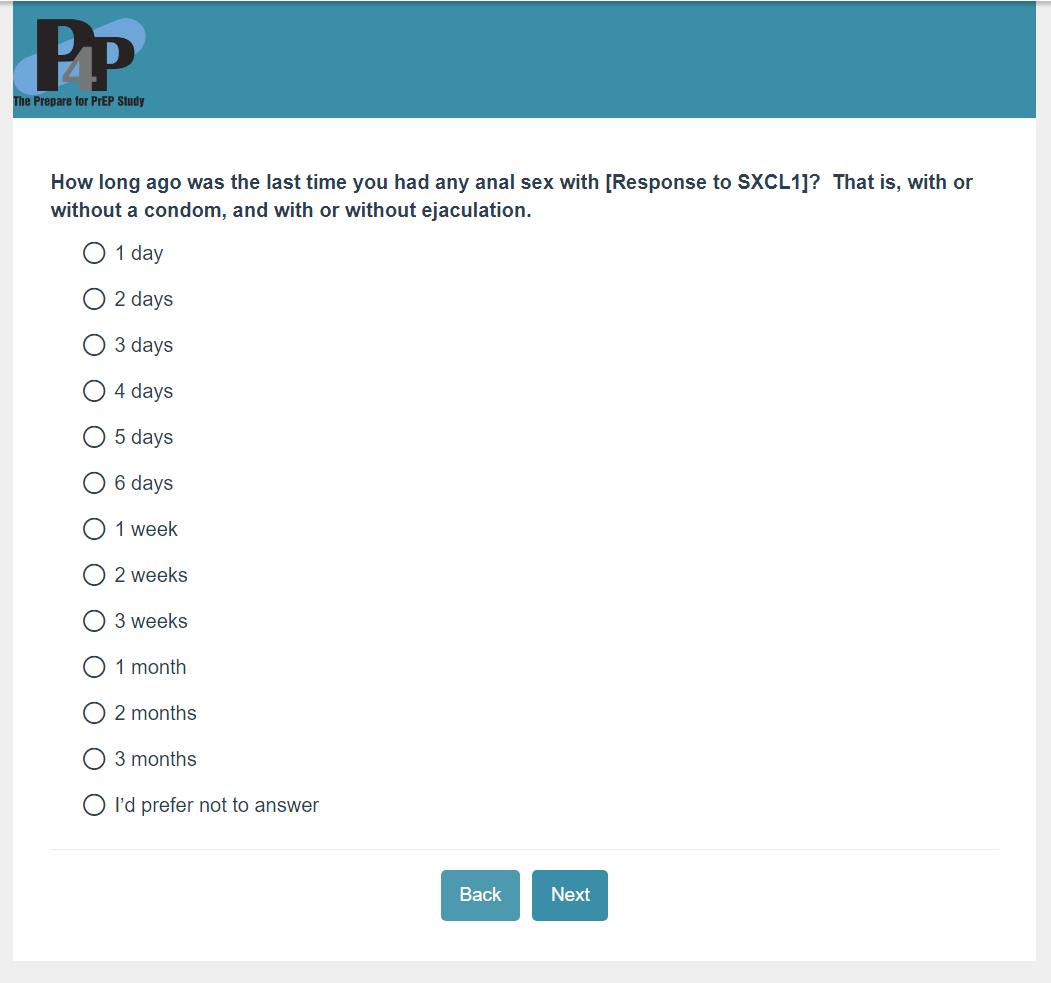 P4P
The Prepare for PrEP Study
How long ago was the last time you had any anal sex with [Response to SXCL1]?  That is, with or
without a condom, and with or without ejaculation.
1 day
2 days
3 days
4 days
5 days
6 days
1 week
2 weeks
3 weeks
1 month
2 months
3 months
I’d prefer not to answer
Back
Next